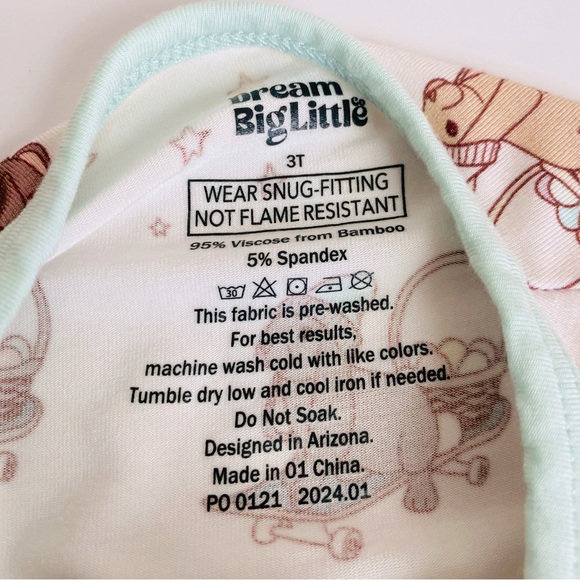 Dream
Big Little Co
3T
WEAR SNUG-FITTING
NOT FLAME RESISTANT
95% Viscose from Bamboo
5% Spandex
30
This fabric is pre-washed.
For best results,
machine wash cold with like colors.
Tumble dry low and cool iron if needed.
Do Not Soak.
Designed in Arizona.
Made in 01 China.
PO 0121 2024.01